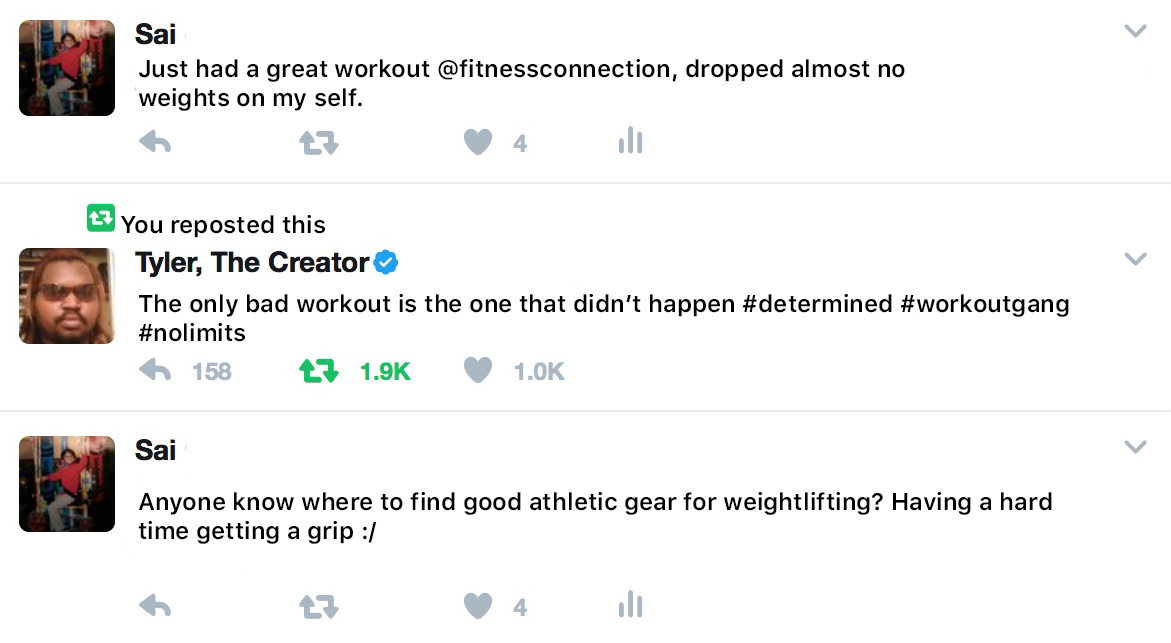 Sai
Just had a great workout @fitnessconnection, dropped almost no
weights on my self.
4
You reposted this
Tyler, The Creator
The only bad workout is the one that didn’t happen #determined #workoutgang
#nolimits
158 1.9K 1.0K
Sai
Anyone know where to find good athletic gear for weightlifting? Having a hard
time getting a grip :/
4